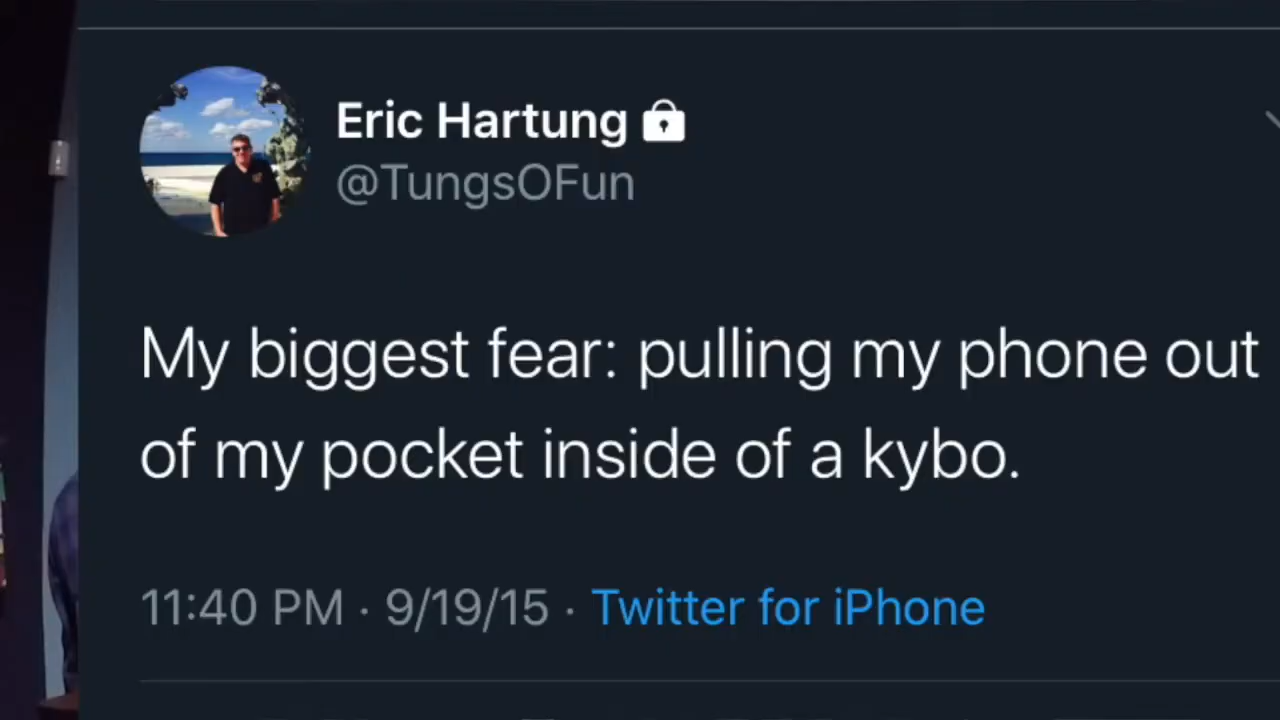 Eric Hartung
@TungsOFun
My biggest fear: pulling my phone out
of my pocket inside of a kybo.
11:40 PM · 9/19/15 · Twitter for iPhone